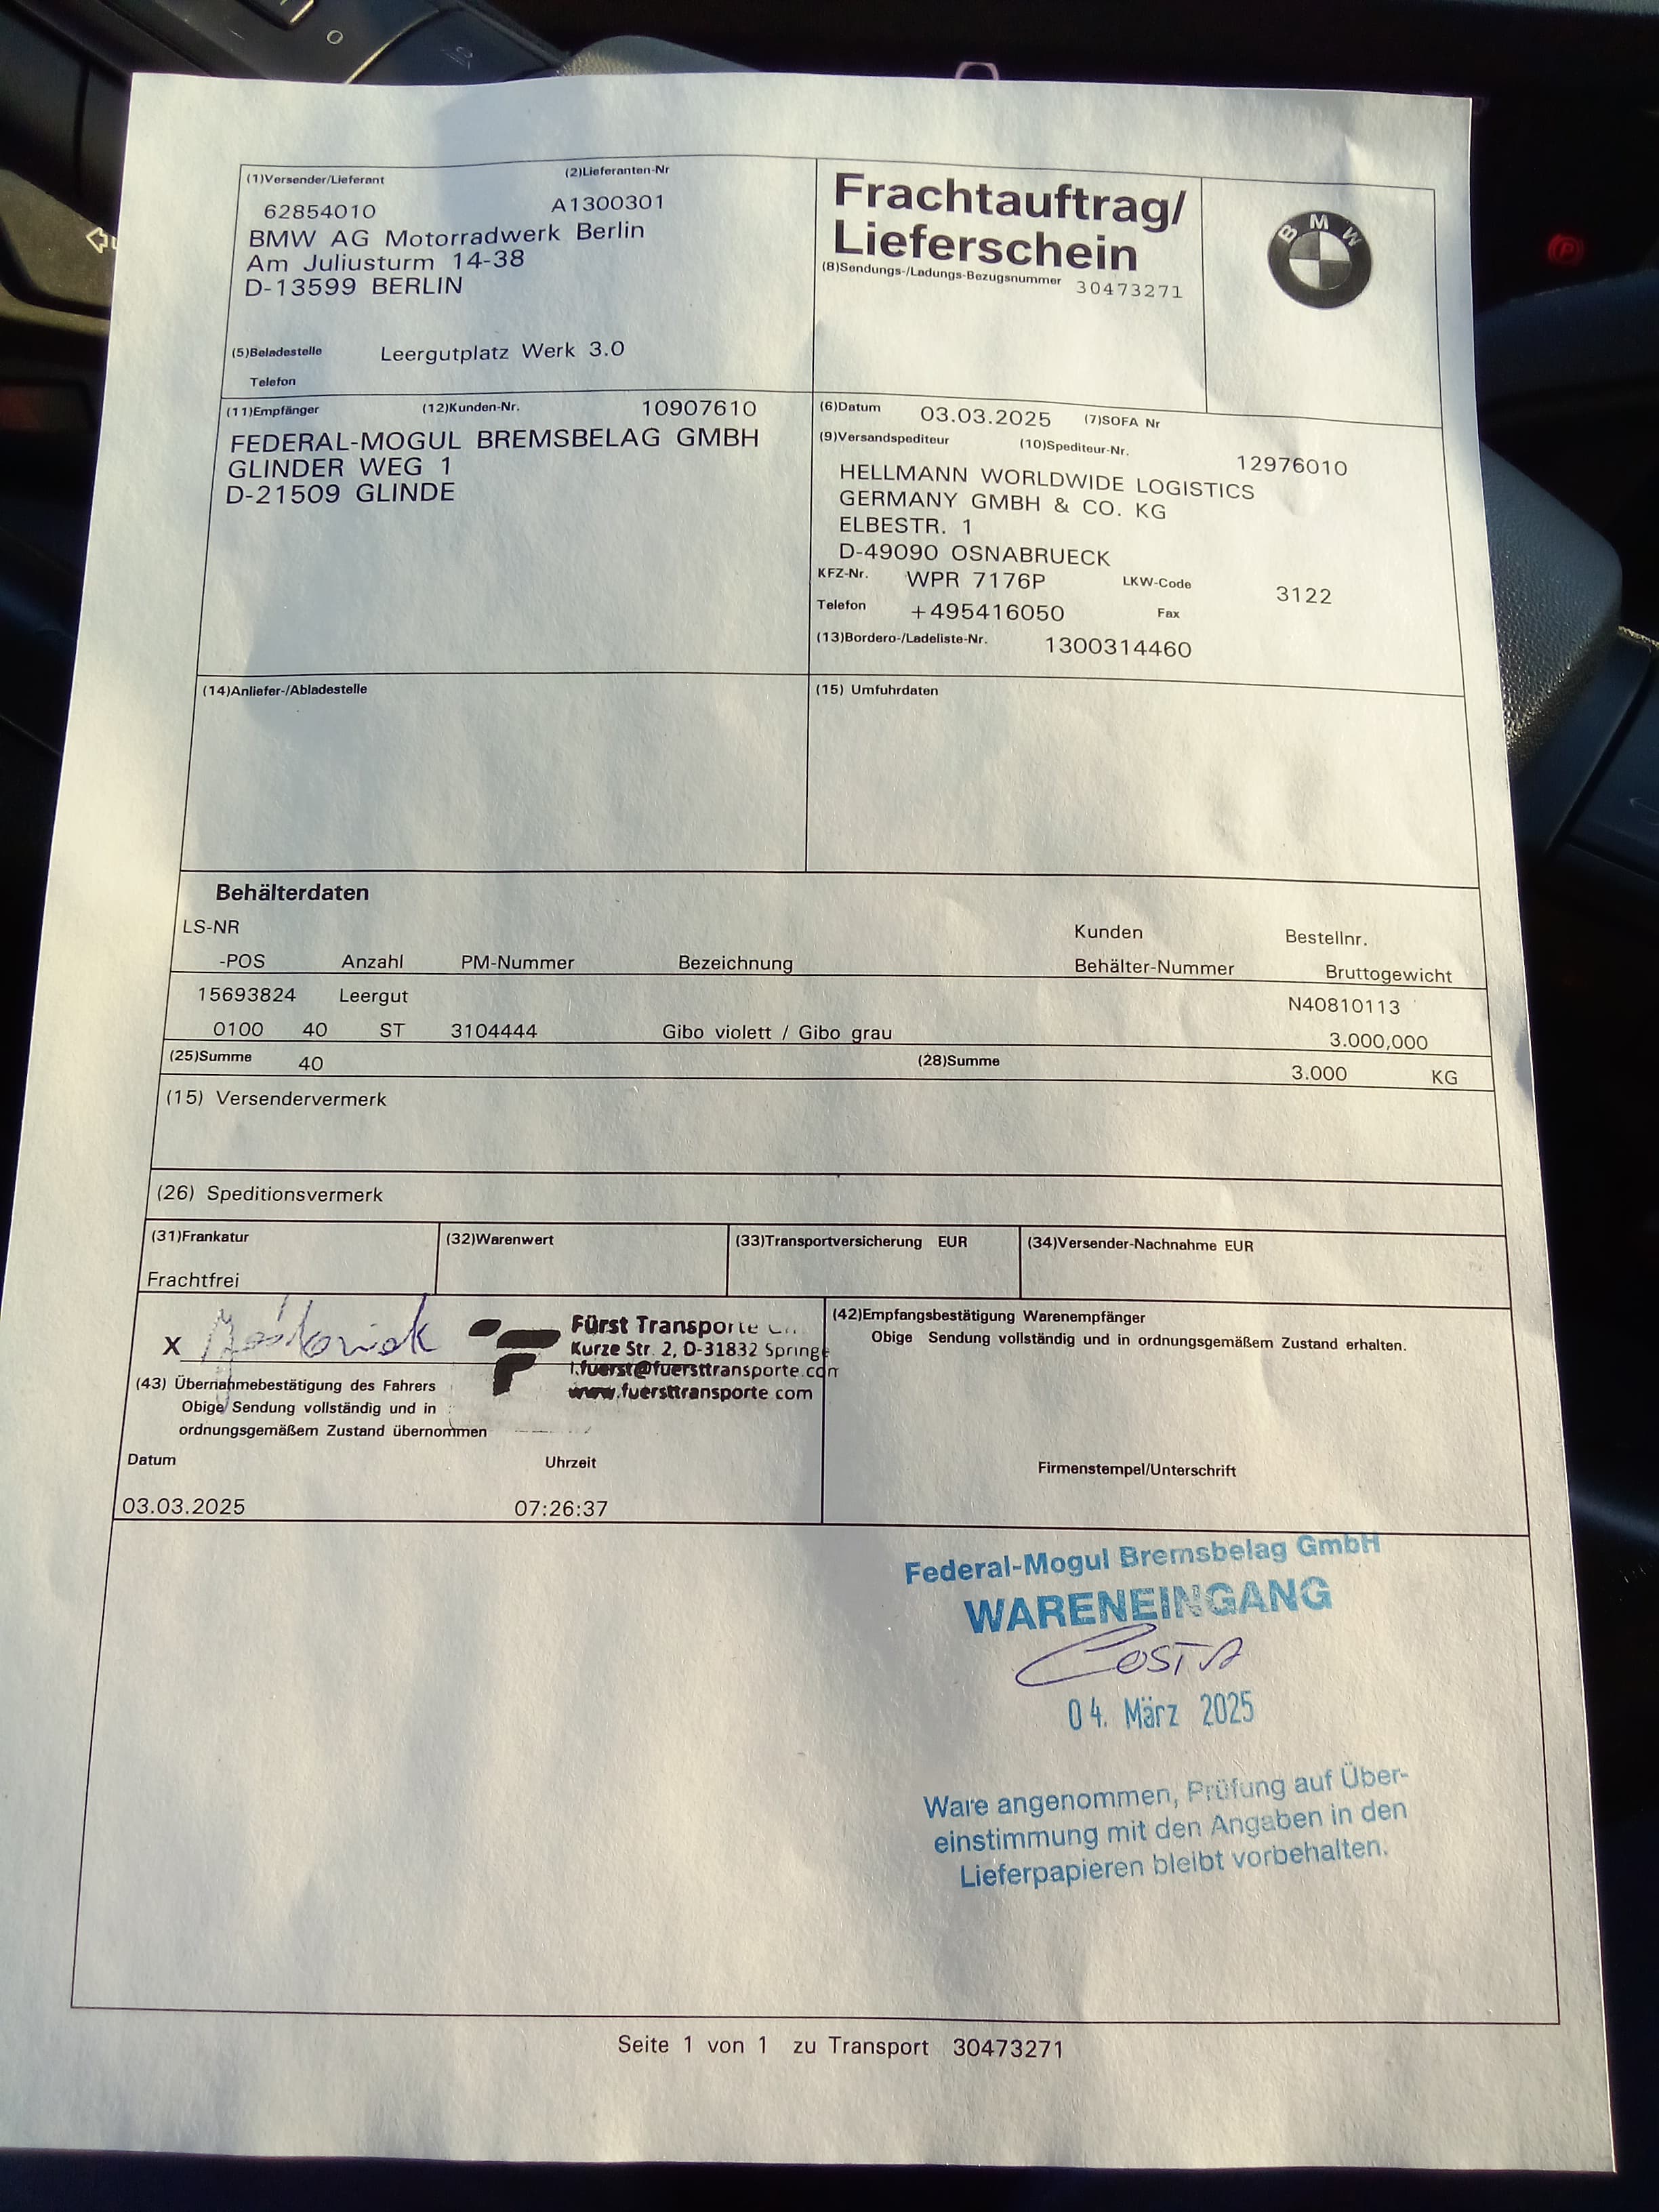 (1)Versender/Lieferant (2)Lieferanten-Nr
62854010 A1300301
BMW AG Motorradwerk Berlin
Am Juliusturm 14-38
D-13599 BERLIN
(5)Beladestelle Leergutplatz Werk 3.0
Telefon
Frachtauftrag/
Lieferschein
(8)Sendungs-/Ladungs-Bezugsnummer 30473271
BMW
(11)Empfänger (12)Kunden-Nr. 10907610
FEDERAL-MOGUL BREMSBELAG GMBH
GLINDER WEG 1
D-21509 GLINDE
(6)Datum 03.03.2025 (7)SOFA Nr
(9)Versandspediteur (10)Spediteur-Nr. 12976010
HELLMANN WORLDWIDE LOGISTICS
GERMANY GMBH & CO. KG
ELBESTR. 1
D-49090 OSNABRUECK
KFZ-Nr. WPR 7176P LKW-Code 3122
Telefon +495416050 Fax
(13)Bordero-/Ladeliste-Nr. 1300314460
(14)Anliefer-/Abladestelle (15) Umfuhrdaten
Behälterdaten
LS-NR Kunden Bestellnr.
-POS Anzahl PM-Nummer Bezeichnung Behälter-Nummer Bruttogewicht
15693824 Leergut N40810113
0100 40 ST 3104444 Gibo violett / Gibo grau 3.000,000
(25)Summe 40 (28)Summe 3.000 KG
(15) Versendervermerk
(26) Speditionsvermerk
(31)Frankatur (32)Warenwert (33)Transportversicherung EUR (34)Versender-Nachnahme EUR
Frachtfrei
X
Fürst Transporte
Kurze Str. 2, D-31832 Springe
l.fuerst@fuersttransporte.com
www.fuersttransporte com
(43) Übernahmebestätigung des Fahrers
Obige Sendung vollständig und in
ordnungsgemäßem Zustand übernommen
Datum Uhrzeit
03.03.2025 07:26:37
(42)Empfangsbestätigung Warenempfänger
Obige Sendung vollständig und in ordnungsgemäßem Zustand erhalten.
Firmenstempel/Unterschrift
Federal-Mogul Bremsbelag GmbH
WARENEINGANG
Costa
04. März 2025
Ware angenommen, Prüfung auf Über-
einstimmung mit den Angaben in den
Lieferpapieren bleibt vorbehalten.
Seite 1 von 1 zu Transport 30473271